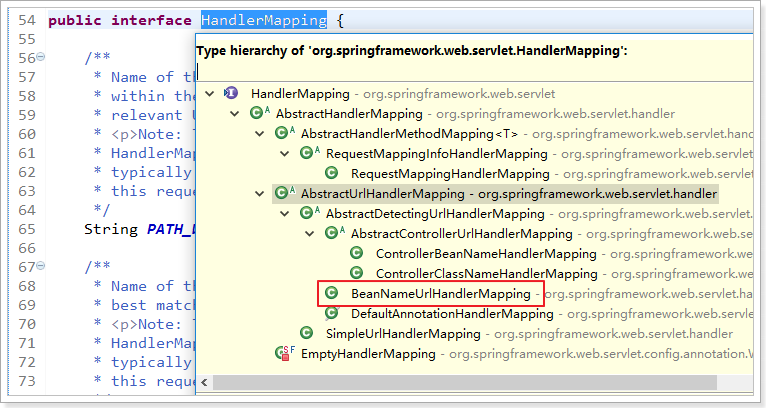 54 public interface HandlerMapping {
55
56 /**
57 * Name of th
58 * within the
59 * relevant U
60 * <p>Note: T
61 * HandlerMap
62 * typically
63 * this reque
64 */
65 String PATH_
66
67 /**
68 * Name of th
69 * best match
70 * <p>Note: T
71 * HandlerMap
72 * typically
73 * this reque
Type hierarchy of 'org.springframework.web.servlet.HandlerMapping':
HandlerMapping - org.springframework.web.servlet
AbstractHandlerMapping - org.springframework.web.servlet.handler
AbstractHandlerMethodMapping<T> - org.springframework.web.servlet.hand
RequestMappingInfoHandlerMapping - org.springframework.web.servlet.
RequestMappingHandlerMapping - org.springframework.web.servlet
AbstractUrlHandlerMapping - org.springframework.web.servlet.handler
AbstractDetectingUrlHandlerMapping - org.springframework.web.servlet.
AbstractControllerUrlHandlerMapping - org.springframework.web.servl
ControllerBeanNameHandlerMapping - org.springframework.web.
ControllerClassNameHandlerMapping - org.springframework.we
BeanNameUrlHandlerMapping - org.springframework.web.servlet.ha
DefaultAnnotationHandlerMapping - org.springframework.web.serv
SimpleUrlHandlerMapping - org.springframework.web.servlet.handler
EmptyHandlerMapping - org.springframework.web.servlet.config.annotation.W